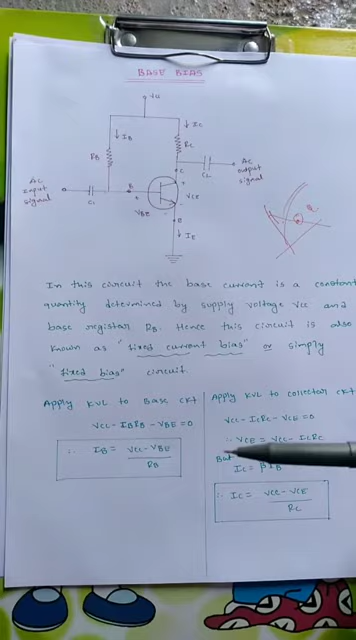 BASE BIAS
+Vcc
IB
IC
RB
RC
C2
AC
output
signal
AC
input
signal
C1
B
C
+
VCE
+
VBE
-
E
IE
Q
In this circuit the base current is a constant
quantity determined by supply voltage Vcc and
base register RB. Hence this circuit is also
known as "fixed current bias" or simply
"fixed bias" circuit.
Apply KVL to Base CKT
VCC - IBRB - VBE = 0
∴ IB = VCC - VBE / RB
Apply KVL to collector CKT
VCC - ICRC - VCE = 0
∴ VCE = VCC - ICRC
But
IC = βIB
∴ IC = VCC - VCE / RC